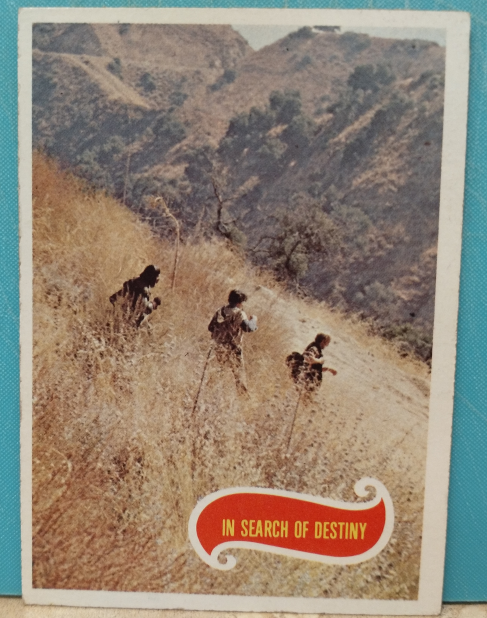 IN SEARCH OF DESTINY